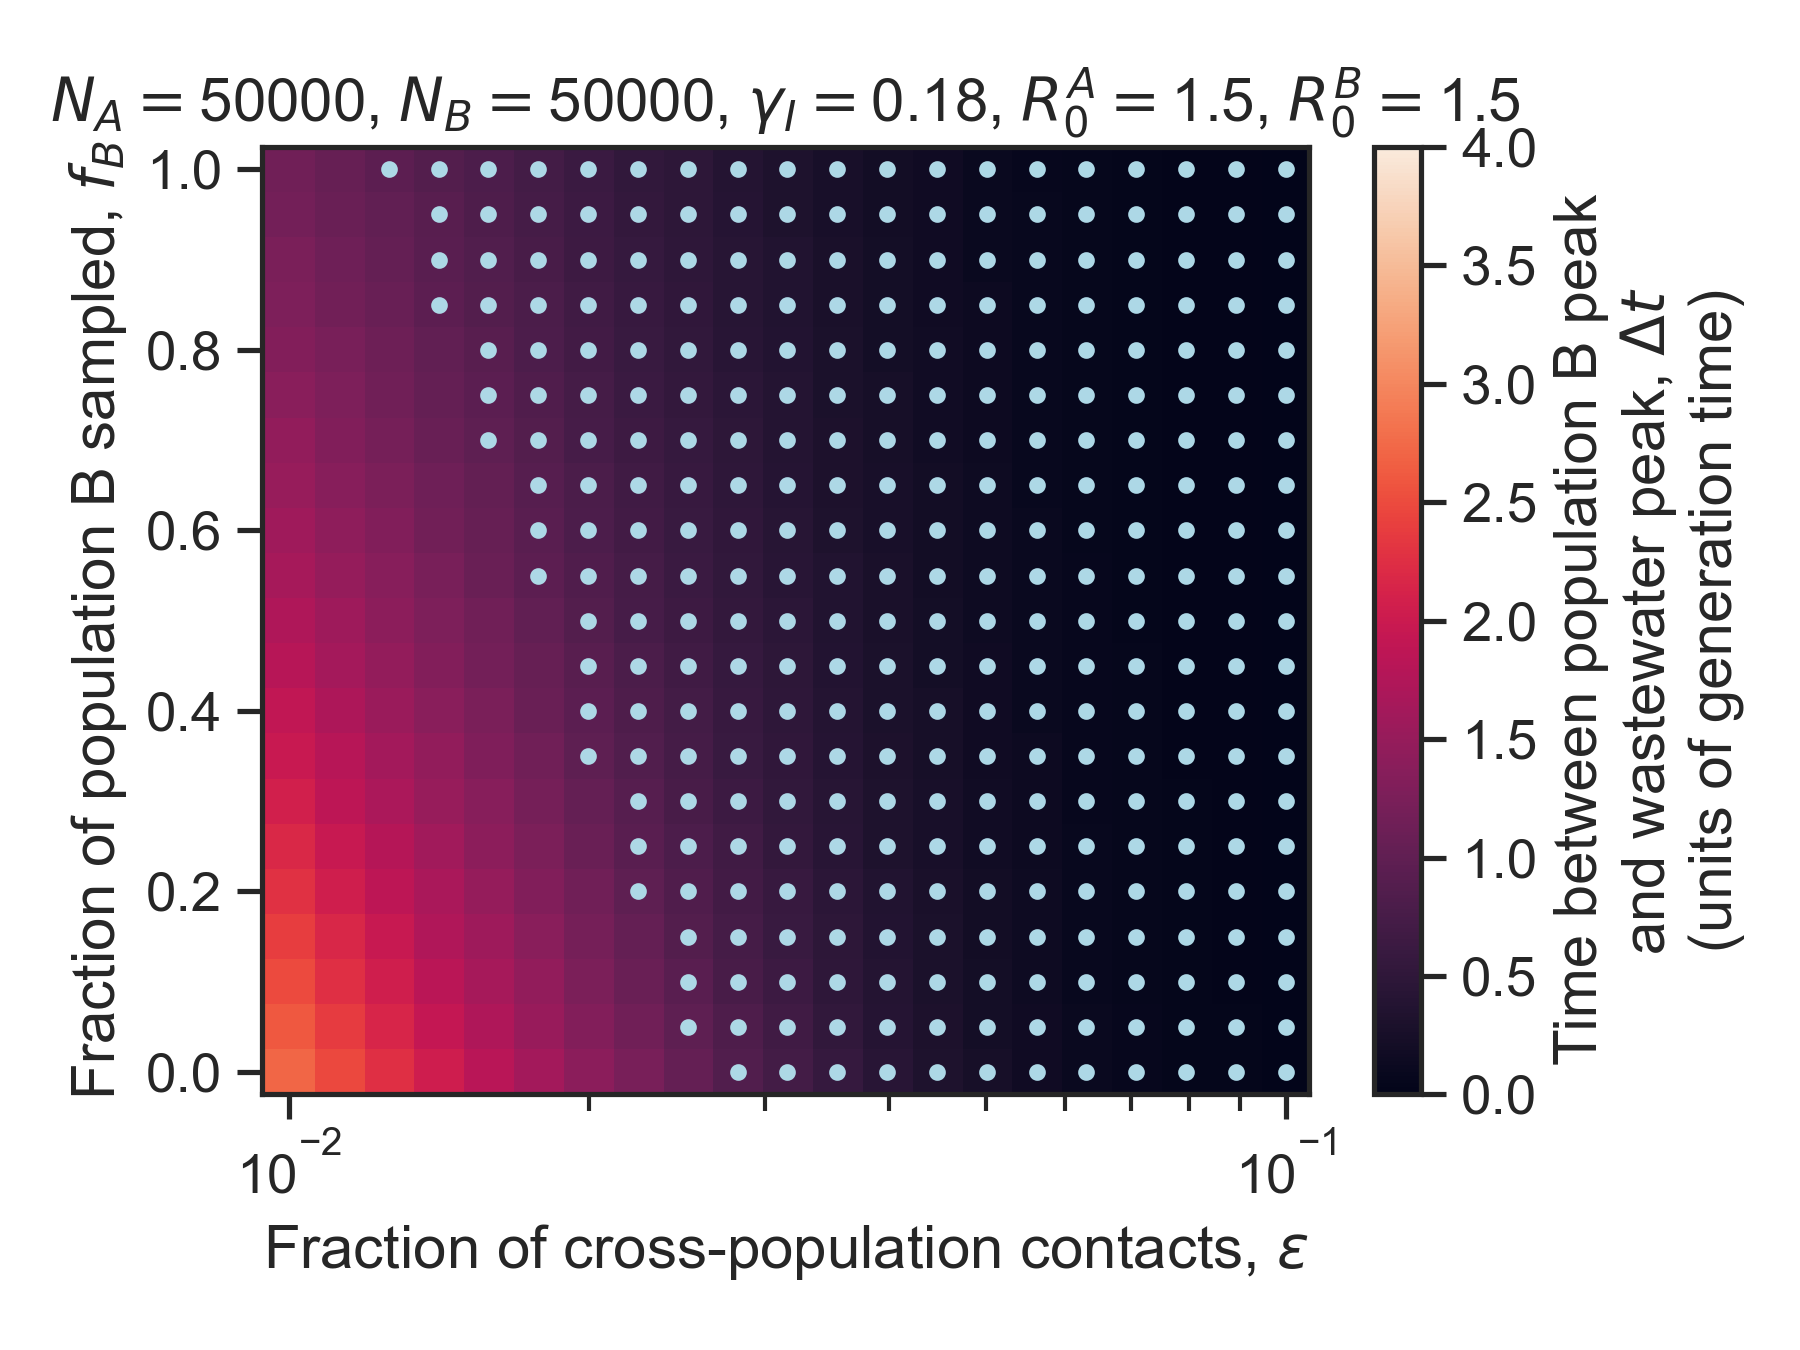 N_A = 50000, N_B = 50000, γ_I = 0.18, R_0^A = 1.5, R_0^B = 1.5
Fraction of population B sampled, f_B
1.0
0.8
0.6
0.4
0.2
0.0
10^−2
10^−1
Fraction of cross-population contacts, ε
4.0
3.5
3.0
2.5
2.0
1.5
1.0
0.5
0.0
Time between population B peak
and wastewater peak, Δt
(units of generation time)